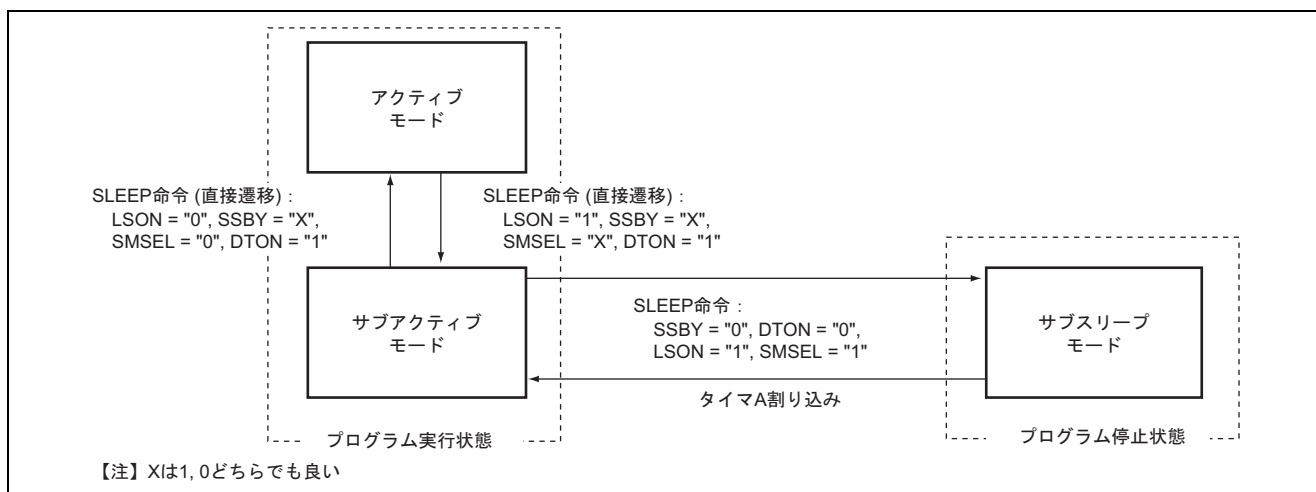 アクティブ
モード
SLEEP命令 (直接遷移) :
LSON = "0", SSBY = "X",
SMSEL = "0", DTON = "1"
SLEEP命令 (直接遷移) :
LSON = "1", SSBY = "X",
SMSEL = "X", DTON = "1"
サブアクティブ
モード
SLEEP命令 :
SSBY = "0", DTON = "0",
LSON = "1", SMSEL = "1"
サブスリープ
モード
タイマA割り込み
プログラム実行状態
プログラム停止状態
【注】Xは1, 0どちらでも良い